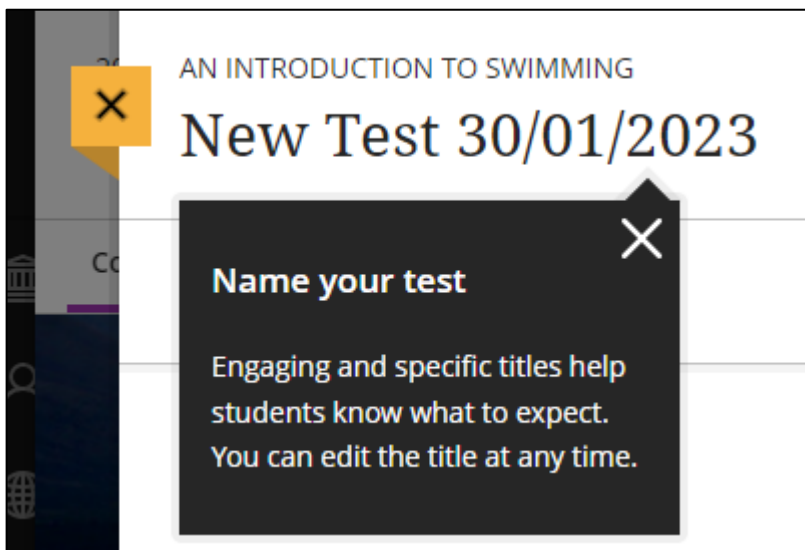 AN INTRODUCTION TO SWIMMING
New Test 30/01/2023
Name your test
Engaging and specific titles help
students know what to expect.
You can edit the title at any time.